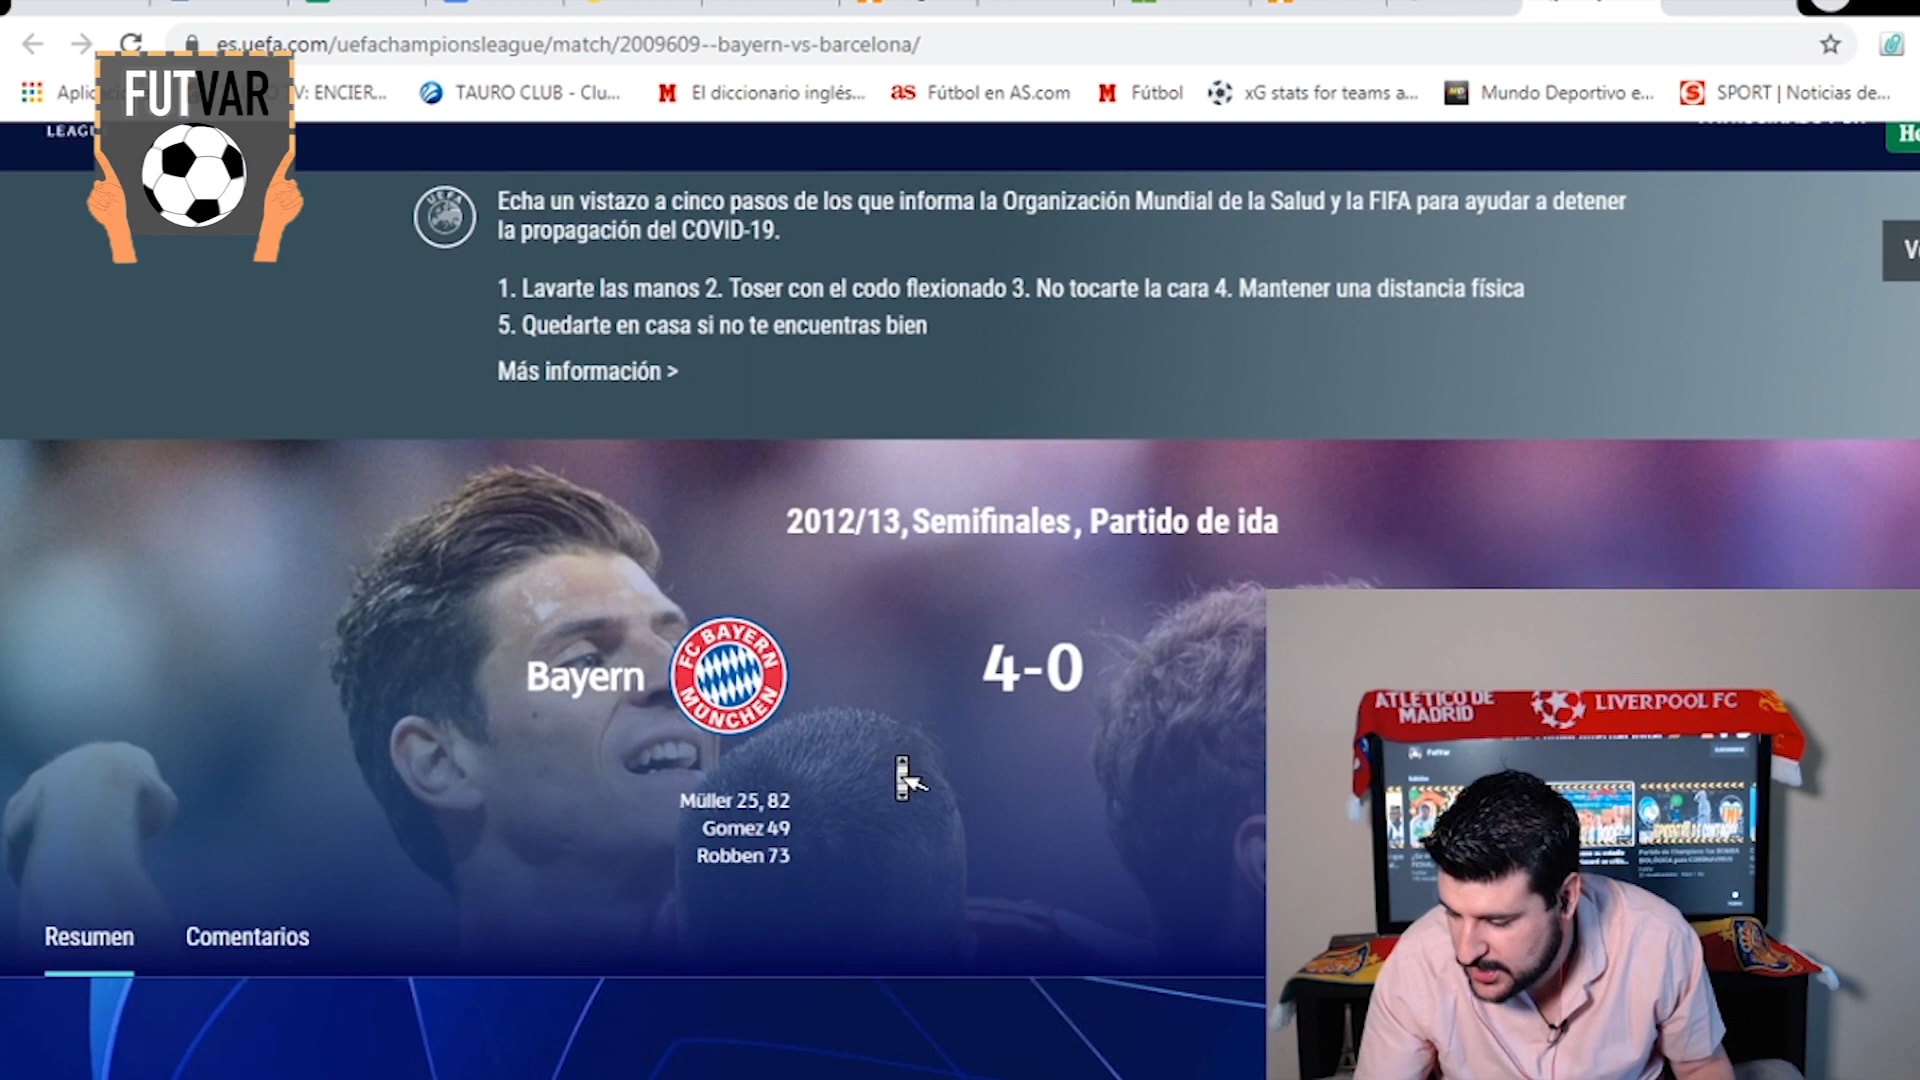 es.uefa.com/uefachampionsleague/match/2009609--bayern-vs-barcelona/
FUTVAR
V: ENCIER...
TAURO CLUB - Clu...
El diccionario inglés...
as Fútbol en AS.com
Fútbol
xG stats for teams a...
Mundo Deportivo e...
S SPORT | Noticias de...
Echa un vistazo a cinco pasos de los que informa la Organización Mundial de la Salud y la FIFA para ayudar a detener
la propagación del COVID-19.
1. Lavarte las manos 2. Toser con el codo flexionado 3. No tocarte la cara 4. Mantener una distancia física
5. Quedarte en casa si no te encuentras bien
Más información >
2012/13, Semifinales, Partido de ida
Bayern
FC BAYERN
MÜNCHEN
4-0
Müller 25, 82
Gomez 49
Robben 73
Resumen
Comentarios
ATLETICO DE
MADRID
LIVERPOOL FC
FutVar